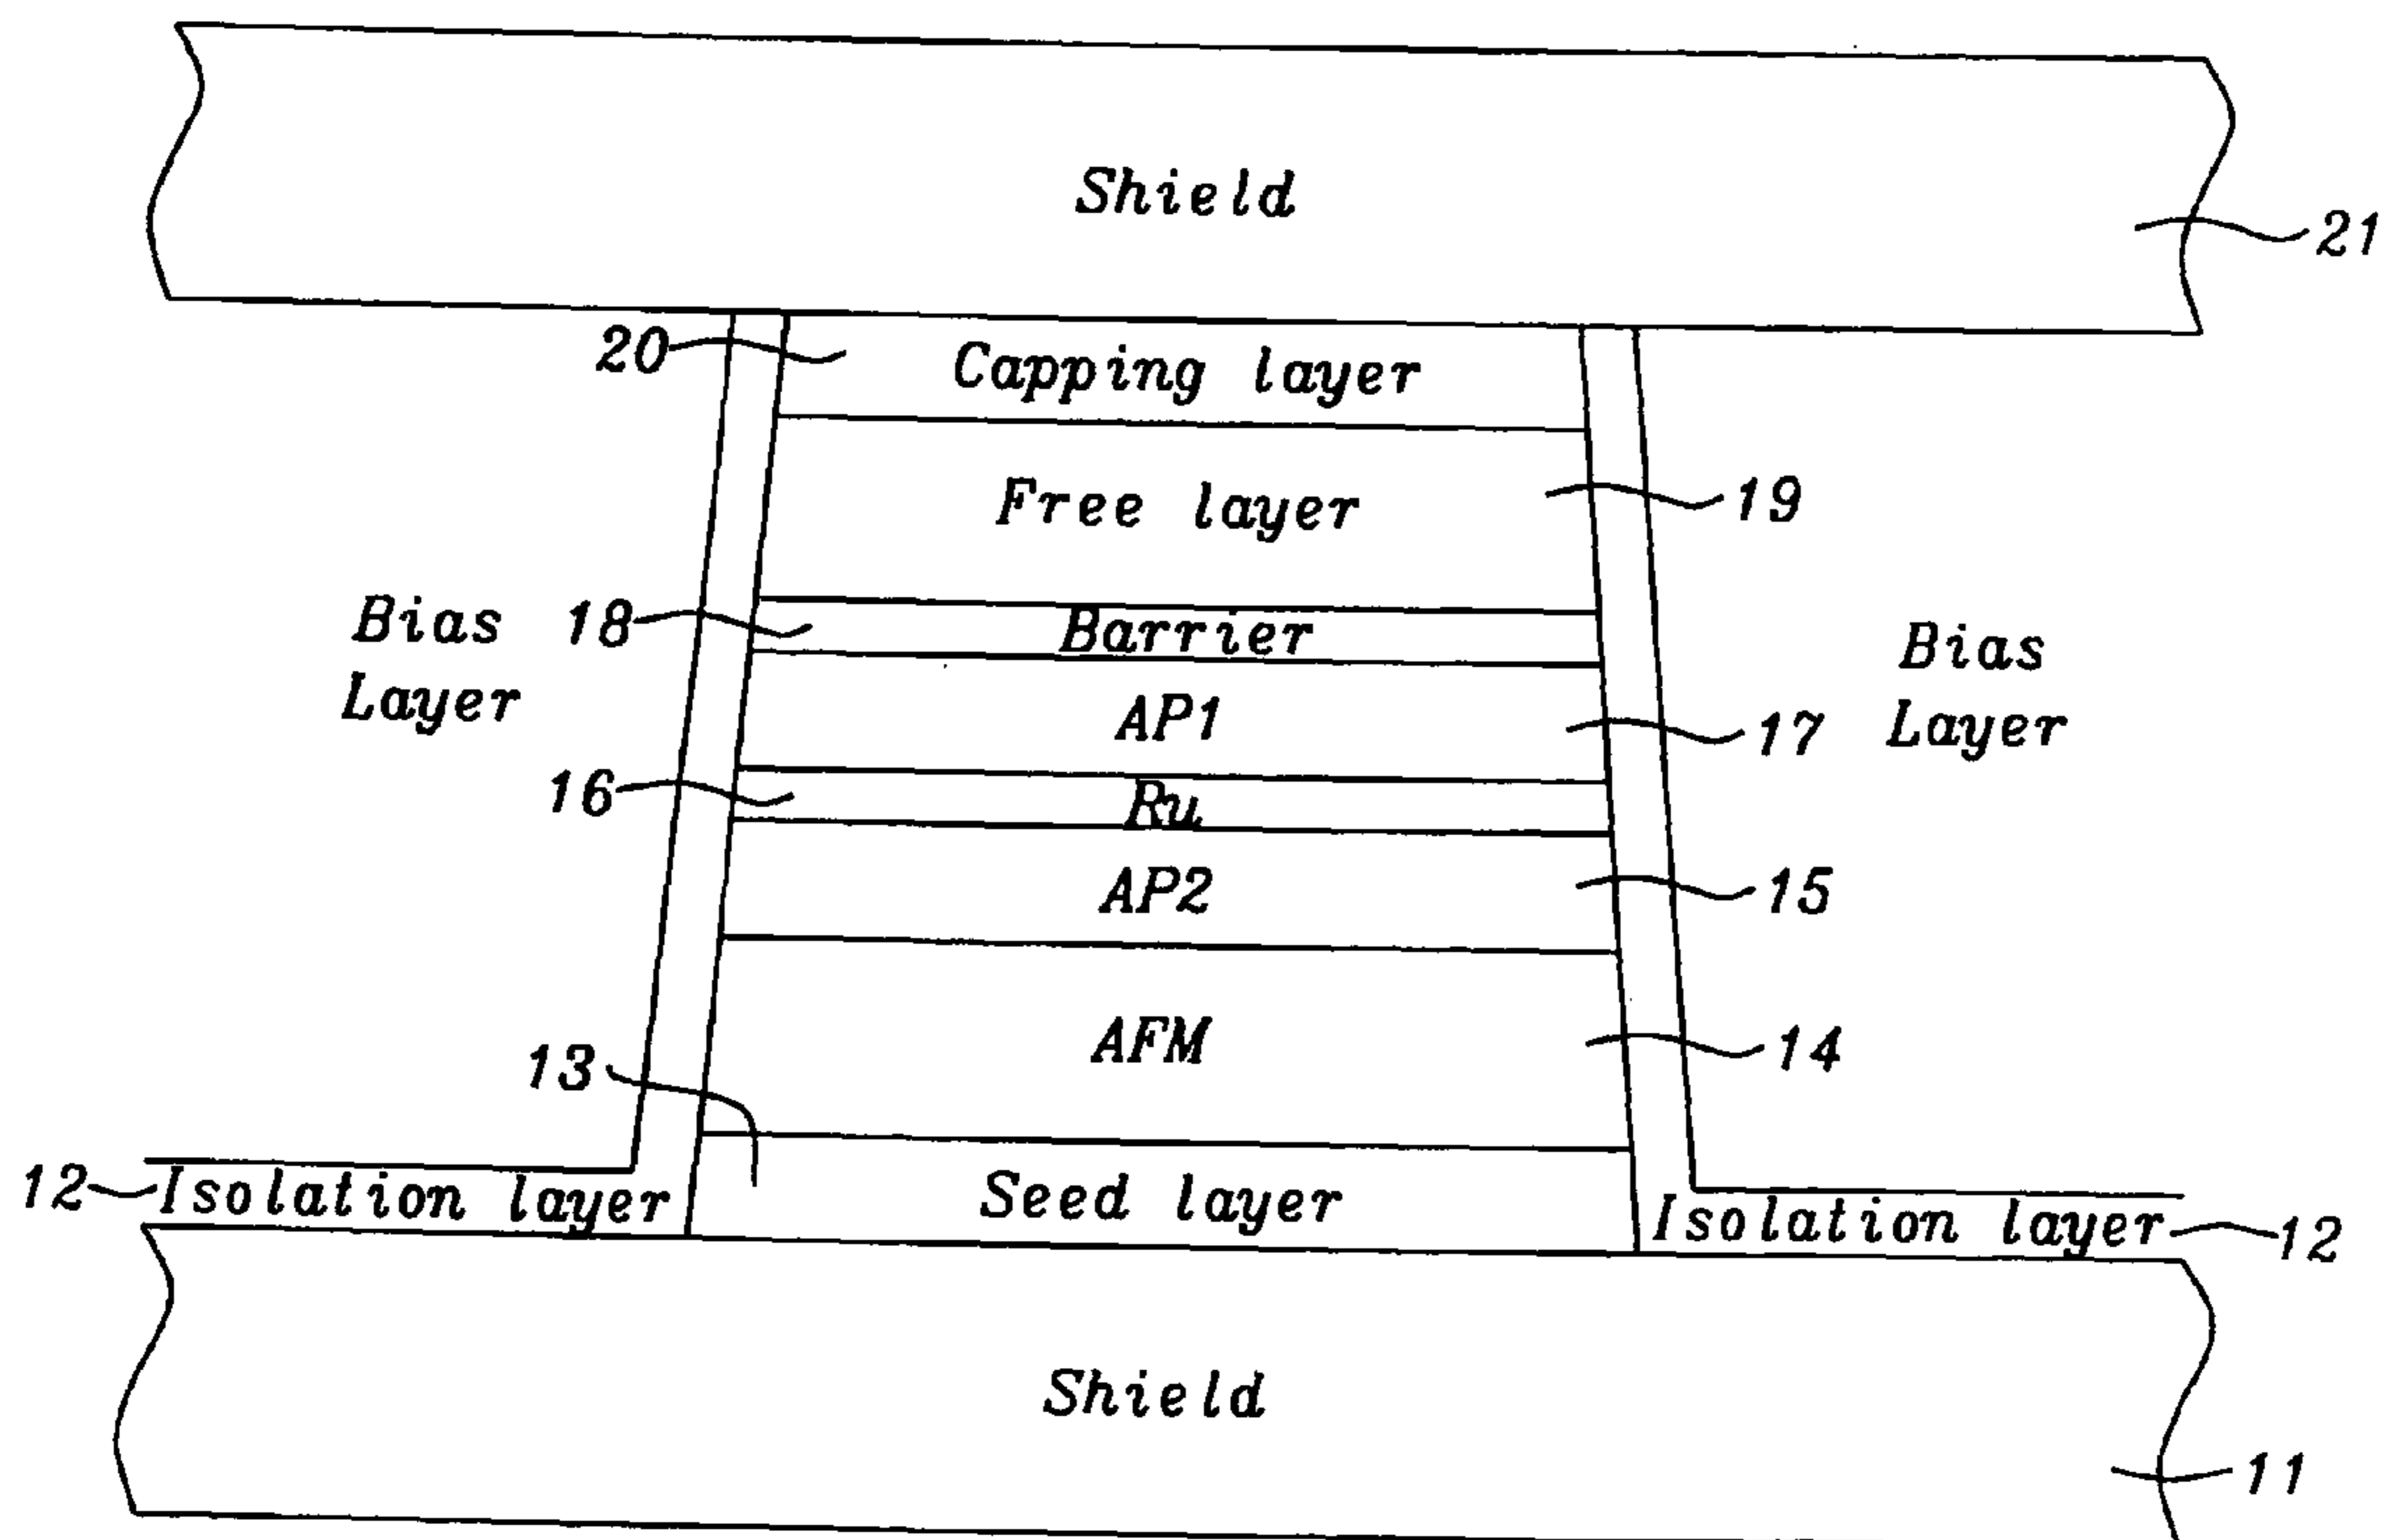 Shield
21
20
Capping layer
Free layer
19
Bias
Layer
18
Barrier
Bias
Layer
AP1
17
16
Ru
AP2
15
AFM
14
13
12
Isolation layer
Seed layer
Isolation layer
12
Shield
11